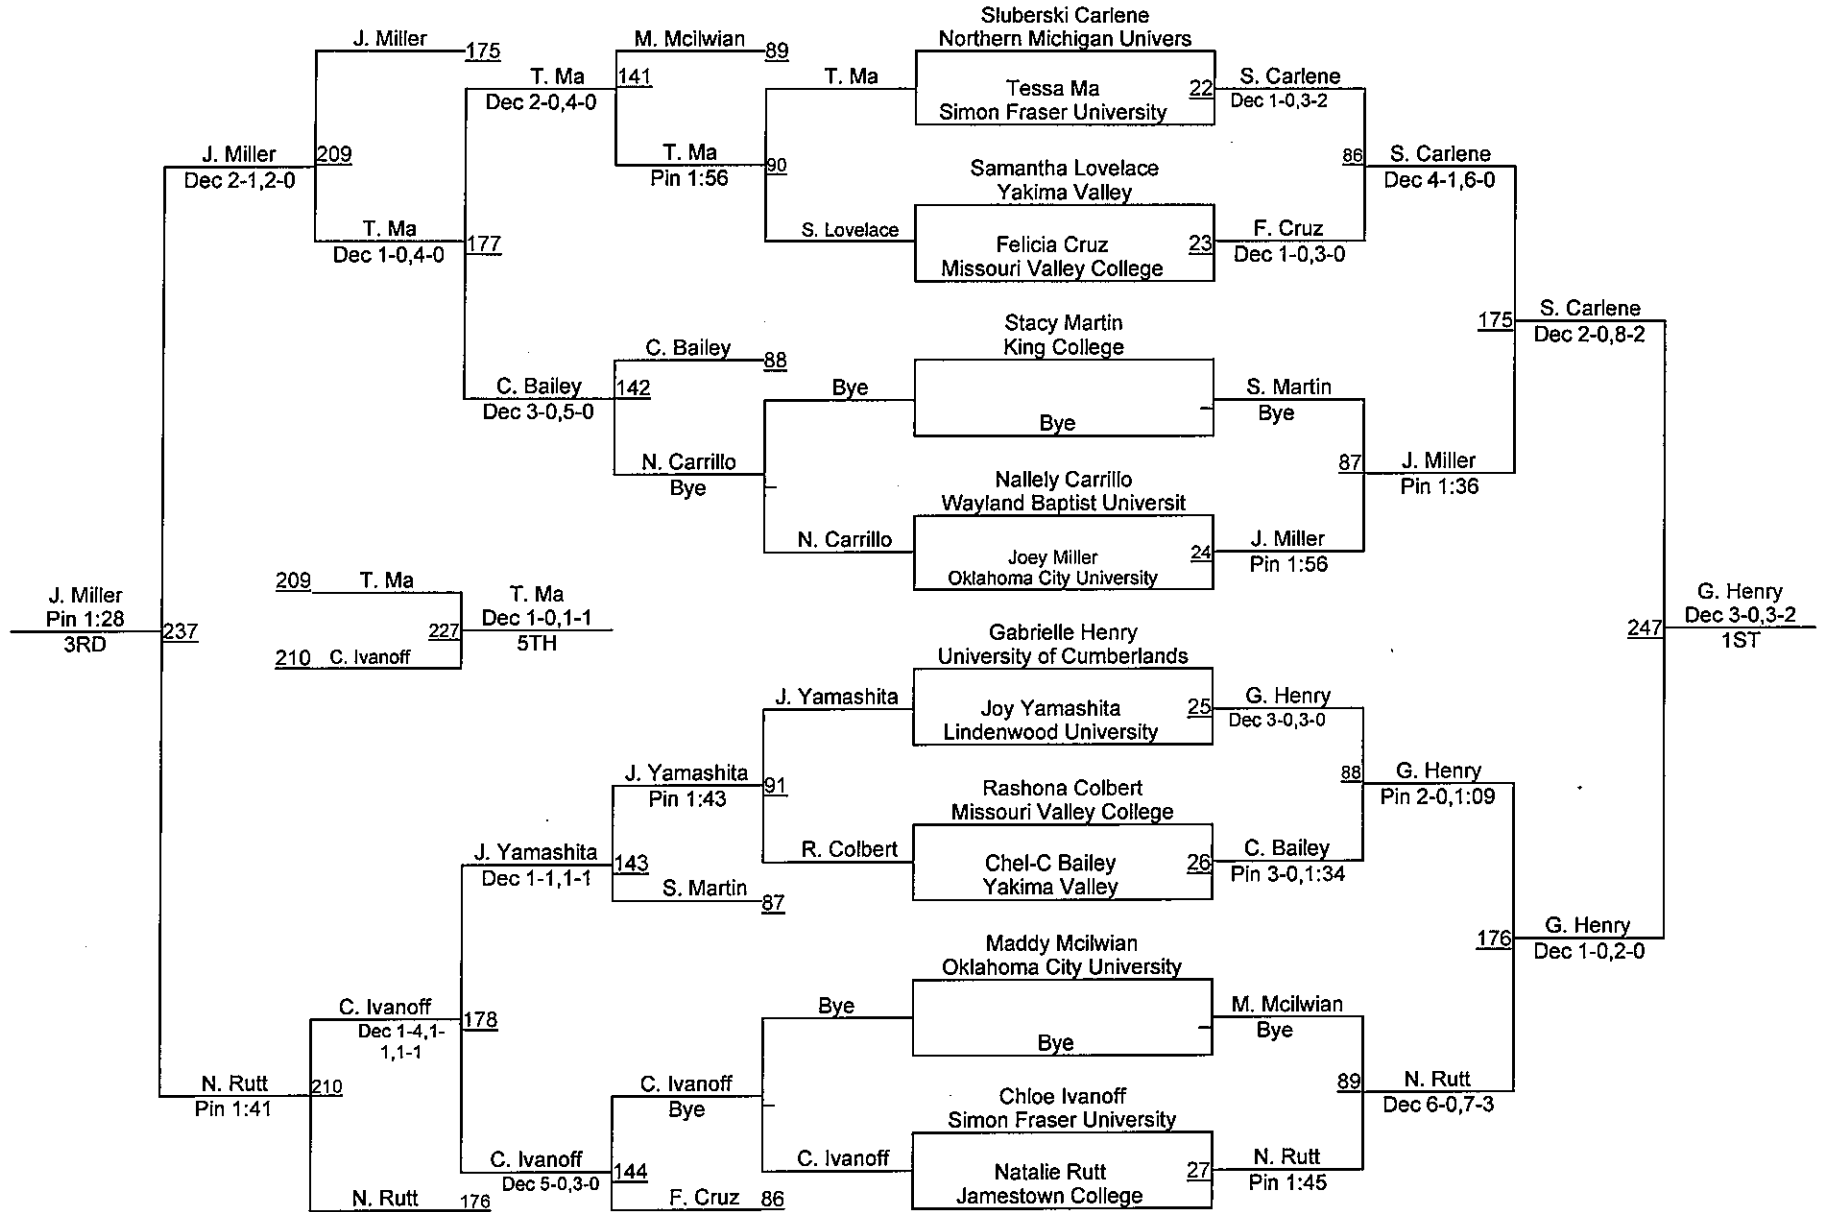 Sluberski Carlene
Northern Michigan Univers
J. Miller
175
M. Mcilwian
89
T. Ma
141
Dec 2-0,4-0
T. Ma
Tessa Ma
22
Simon Fraser University
S. Carlene
Dec 1-0,3-2
J. Miller
209
Dec 2-1,2-0
T. Ma
90
Pin 1:56
Samantha Lovelace
Yakima Valley
86
S. Carlene
Dec 4-1,6-0
T. Ma
177
Dec 1-0,4-0
S. Lovelace
Felicia Cruz
23
Missouri Valley College
F. Cruz
Dec 1-0,3-0
Stacy Martin
King College
175
S. Carlene
Dec 2-0,8-2
C. Bailey
88
C. Bailey
142
Dec 3-0,5-0
Bye
Bye
S. Martin
Bye
N. Carrillo
Bye
Nallely Carrillo
Wayland Baptist Universit
87
J. Miller
Pin 1:36
N. Carrillo
Joey Miller
24
Oklahoma City University
J. Miller
Pin 1:56
J. Miller
Pin 1:28
3RD
237
209
T. Ma
227
210
C. Ivanoff
T. Ma
Dec 1-0,1-1
5TH
Gabrielle Henry
University of Cumberlands
247
G. Henry
Dec 3-0,3-2
1ST
J. Yamashita
Joy Yamashita
25
Lindenwood University
G. Henry
Dec 3-0,3-0
J. Yamashita
91
Pin 1:43
Rashona Colbert
Missouri Valley College
88
G. Henry
Pin 2-0,1:09
J. Yamashita
143
Dec 1-1,1-1
R. Colbert
Chel-C Bailey
26
Yakima Valley
C. Bailey
Pin 3-0,1:34
S. Martin
87
Maddy Mcilwian
Oklahoma City University
176
G. Henry
Dec 1-0,2-0
C. Ivanoff
178
Dec 1-4,1-
1,1-1
Bye
Bye
M. Mcilwian
Bye
N. Rutt
210
Pin 1:41
C. Ivanoff
Bye
Chloe Ivanoff
Simon Fraser University
89
N. Rutt
Dec 6-0,7-3
C. Ivanoff
144
Dec 5-0,3-0
C. Ivanoff
Natalie Rutt
27
Jamestown College
N. Rutt
Pin 1:45
N. Rutt
176
F. Cruz
86